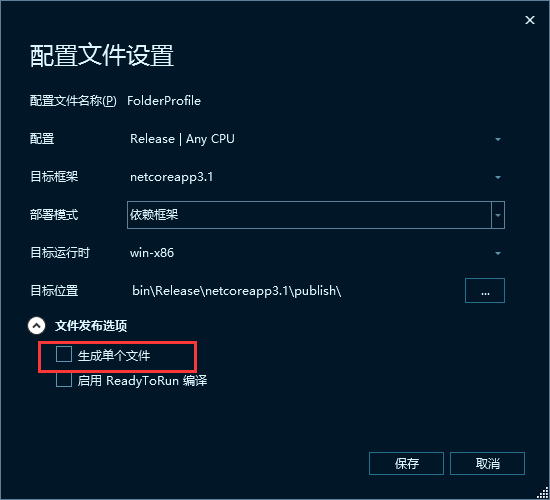 配置文件设置
配置文件名称(P) FolderProfile
配置 Release | Any CPU
目标框架 netcoreapp3.1
部署模式 依赖框架
目标运行时 win-x86
目标位置 bin\Release\netcoreapp3.1\publish\ ...
文件发布选项
生成单个文件
启用 ReadyToRun 编译
保存 取消